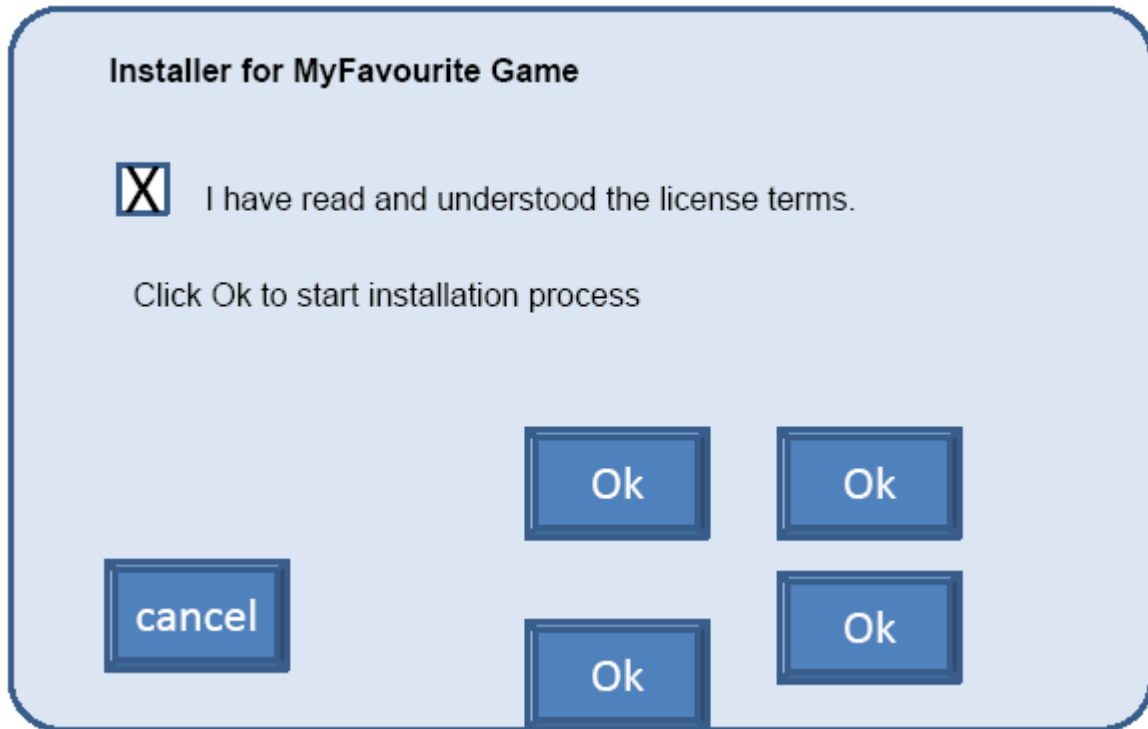 Installer for MyFavourite Game
X I have read and understood the license terms.
Click Ok to start installation process
Ok Ok
cancel Ok
Ok